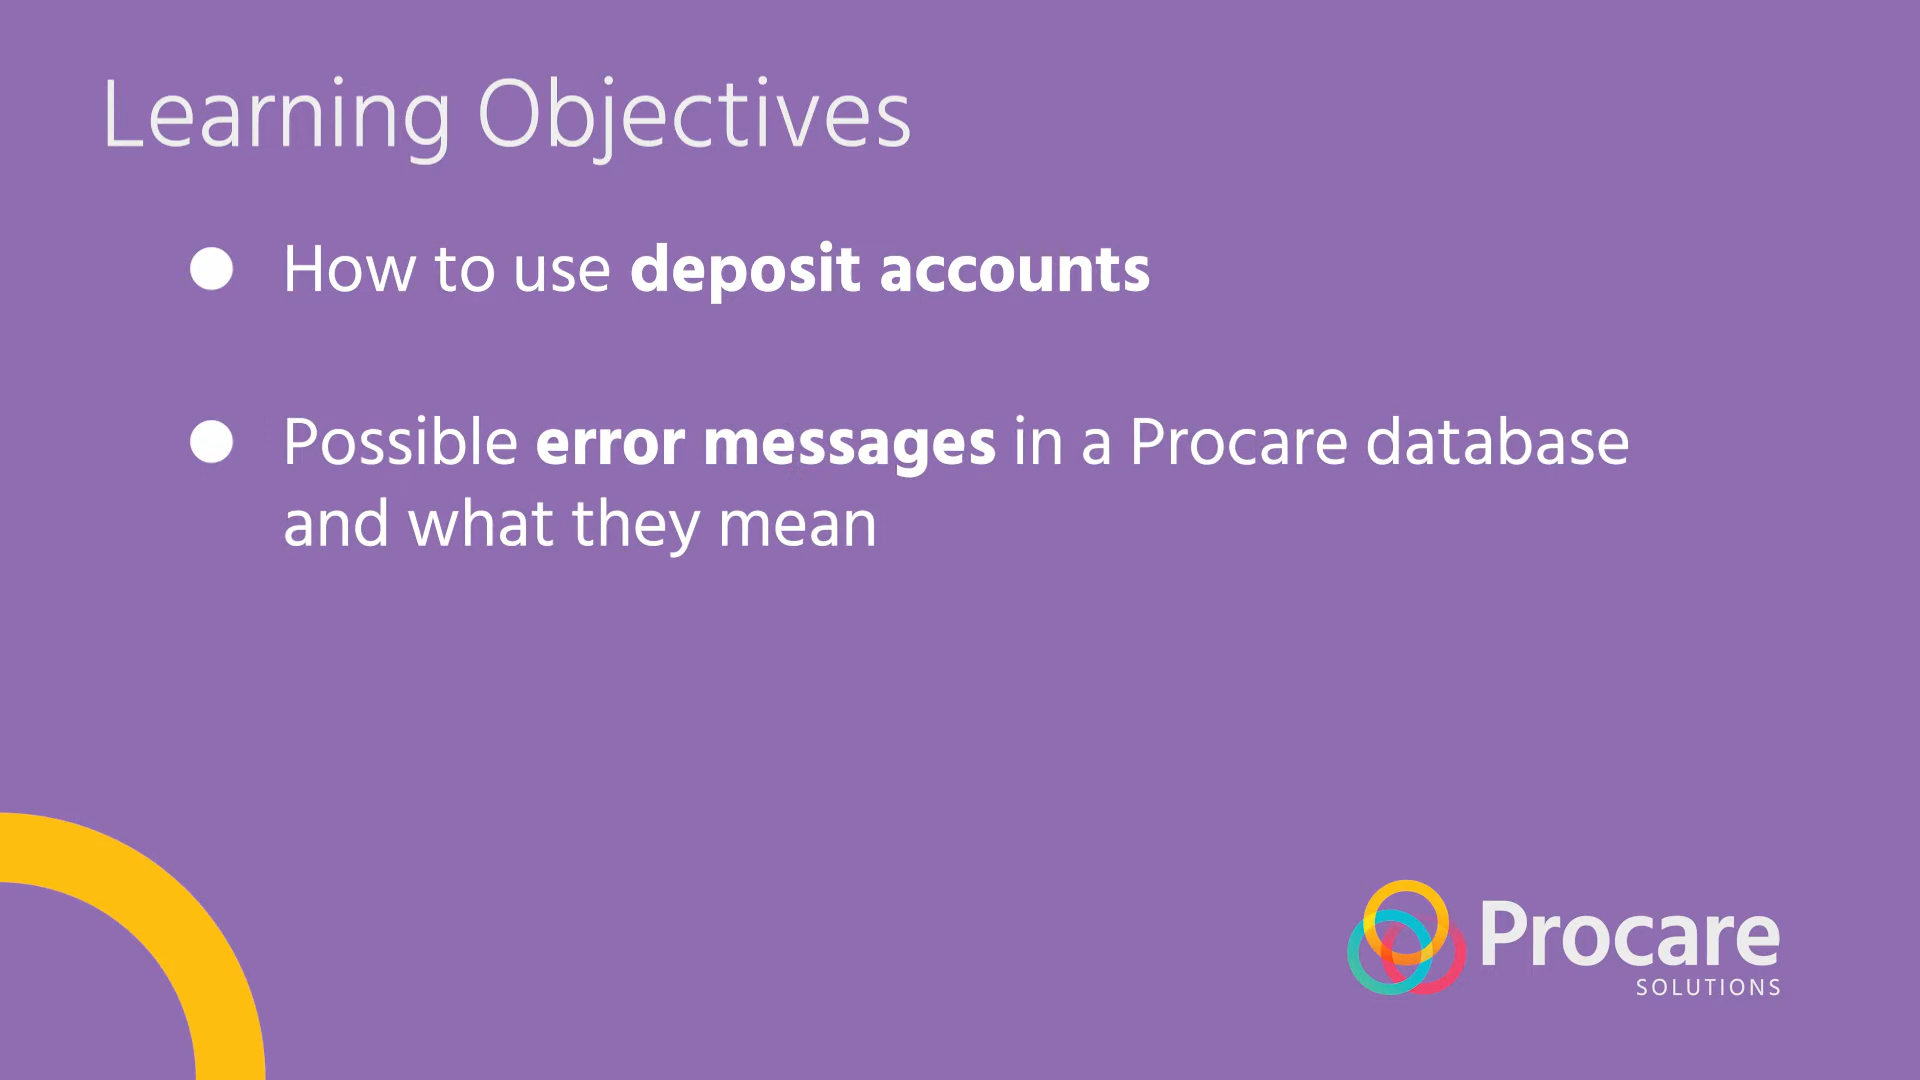 Learning Objectives
How to use deposit accounts
Possible error messages in a Procare database
and what they mean
Procare
SOLUTIONS